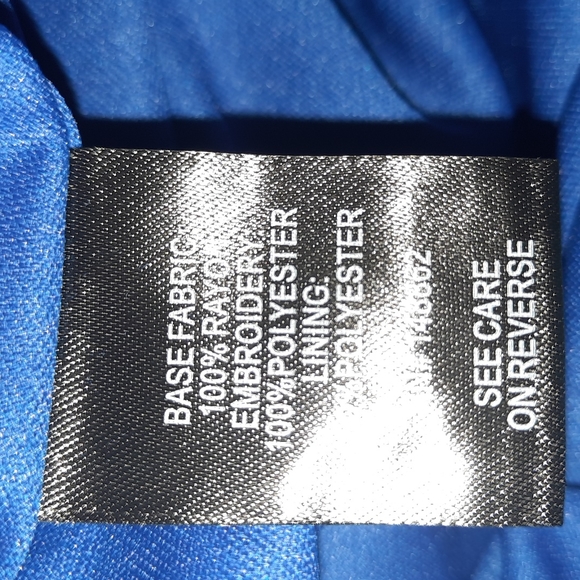 BASE FABRIC
100% RAYON
EMBROIDERY:
100%POLYESTER
LINING:
POLYESTER
SEE CARE
ON REVERSE